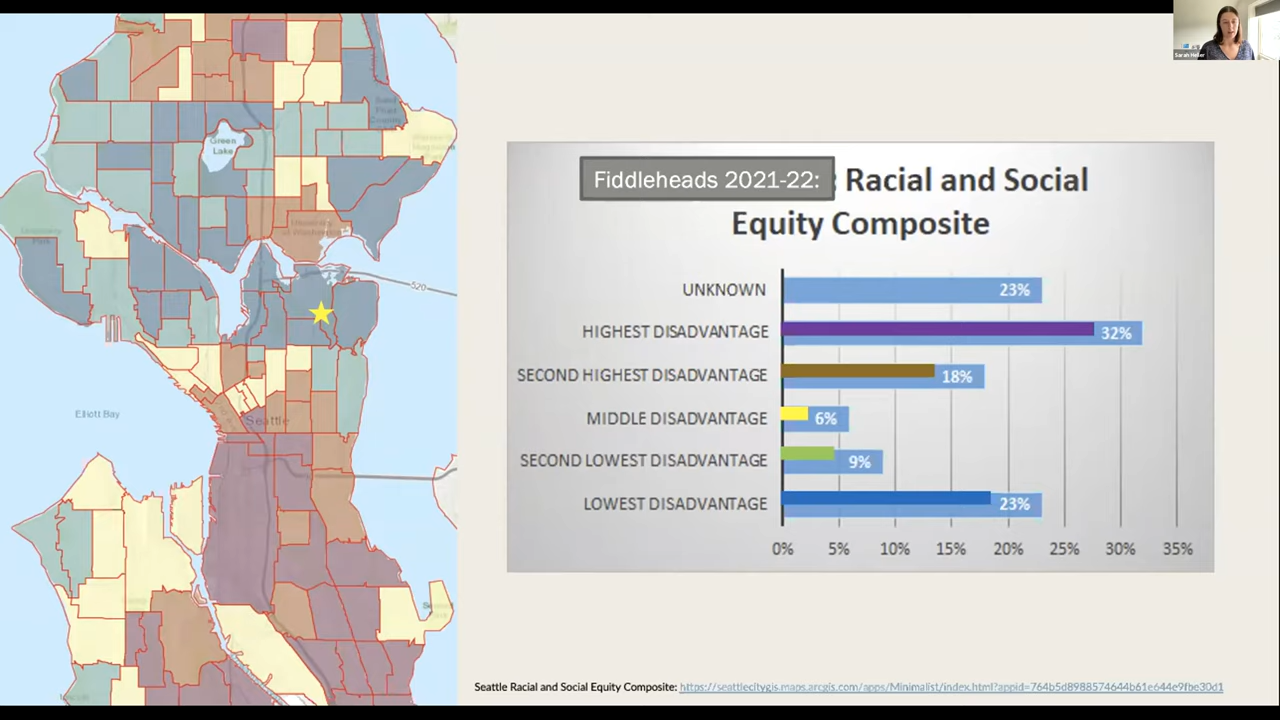 Sarah Heller
Green
Lake
520
Elliott Bay
Seattle
Fiddleheads 2021-22:
: Racial and Social
Equity Composite
UNKNOWN 23%
HIGHEST DISADVANTAGE 32%
SECOND HIGHEST DISADVANTAGE 18%
MIDDLE DISADVANTAGE 6%
SECOND LOWEST DISADVANTAGE 9%
LOWEST DISADVANTAGE 23%
0% 5% 10% 15% 20% 25% 30% 35%
Seattle Racial and Social Equity Composite: https://seattlecitygis.maps.arcgis.com/apps/Minimalist/index.html?appid=764b5d8988574644b61e644e9fbe30d1